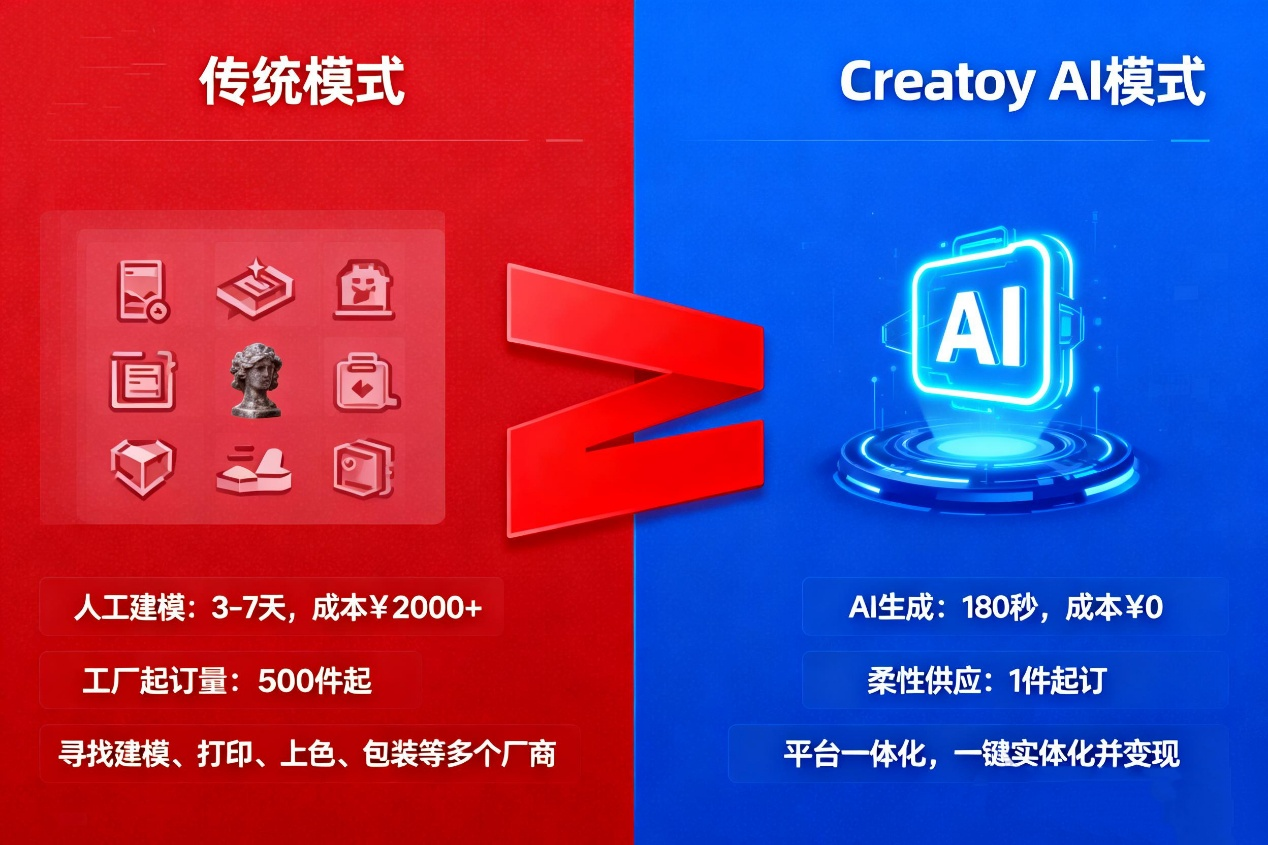 传统模式
人工建模：3-7天，成本￥2000+
工厂起订量：500件起
寻找建模、打印、上色、包装等多个厂商
Creatoy AI模式
AI
AI生成：180秒，成本¥0
柔性供应：1件起订
平台一体化，一键实体化并变现